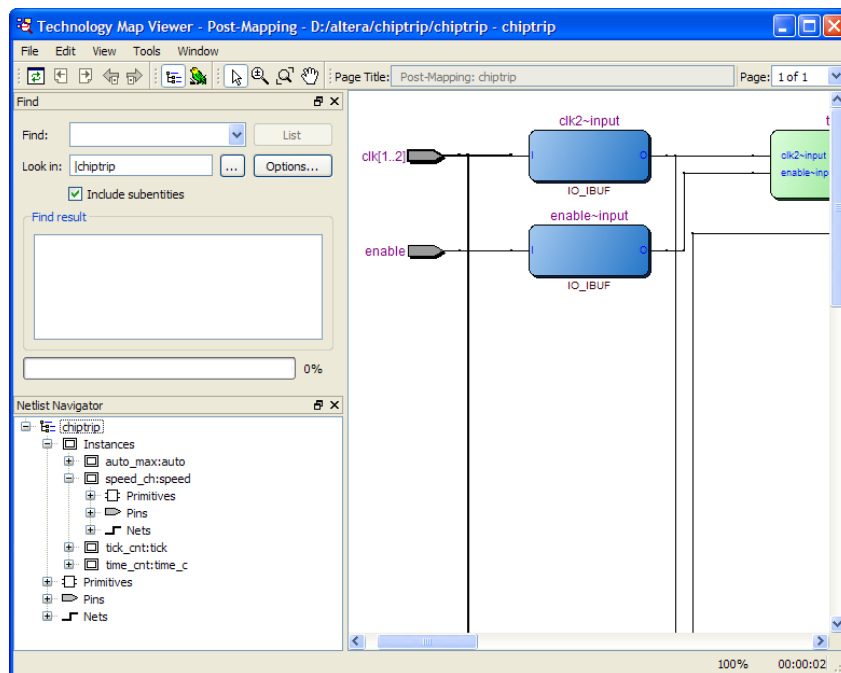 Technology Map Viewer - Post-Mapping - D:/altera/chiptrip/chiptrip - chiptrip
File Edit View Tools Window
Page Title: Post-Mapping: chiptrip Page: 1 of 1
Find
Find: List
Look in: |chiptrip ... Options...
Include subentities
Find result
0%
Netlist Navigator
chiptrip
Instances
auto_max:auto
speed_ch:speed
Primitives
Pins
Nets
tick_cnt:tick
time_cnt:time_c
Primitives
Pins
Nets
clk2~input
t
clk[1..2]
I
clk2~input
O
enable~inp
IO_IBUF
enable~input
enable
I
O
IO_IBUF
100% 00:00:02